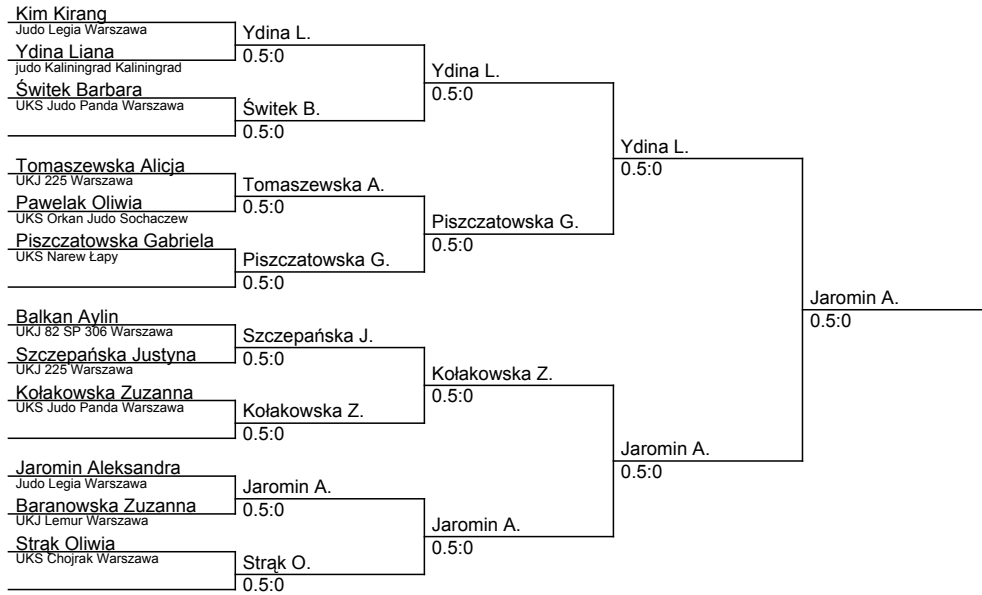 Kim Kirang
Judo Legia Warszawa
Ydina Liana
judo Kaliningrad Kaliningrad
Świtek Barbara
UKS Judo Panda Warszawa
Tomaszewska Alicja
UKJ 225 Warszawa
Pawelak Oliwia
UKS Orkan Judo Sochaczew
Piszczatowska Gabriela
UKS Narew Łapy
Balkan Aylin
UKJ 82 SP 306 Warszawa
Szczepańska Justyna
UKJ 225 Warszawa
Kołakowska Zuzanna
UKS Judo Panda Warszawa
Jaromin Aleksandra
Judo Legia Warszawa
Baranowska Zuzanna
UKJ Lemur Warszawa
Strąk Oliwia
UKS Chojrak Warszawa
Ydina L.
0.5:0
Świtek B.
0.5:0
Tomaszewska A.
0.5:0
Piszczatowska G.
0.5:0
Szczepańska J.
0.5:0
Kołakowska Z.
0.5:0
Jaromin A.
0.5:0
Strąk O.
0.5:0
Ydina L.
0.5:0
Piszczatowska G.
0.5:0
Kołakowska Z.
0.5:0
Jaromin A.
0.5:0
Ydina L.
0.5:0
Jaromin A.
0.5:0
Jaromin A.
0.5:0